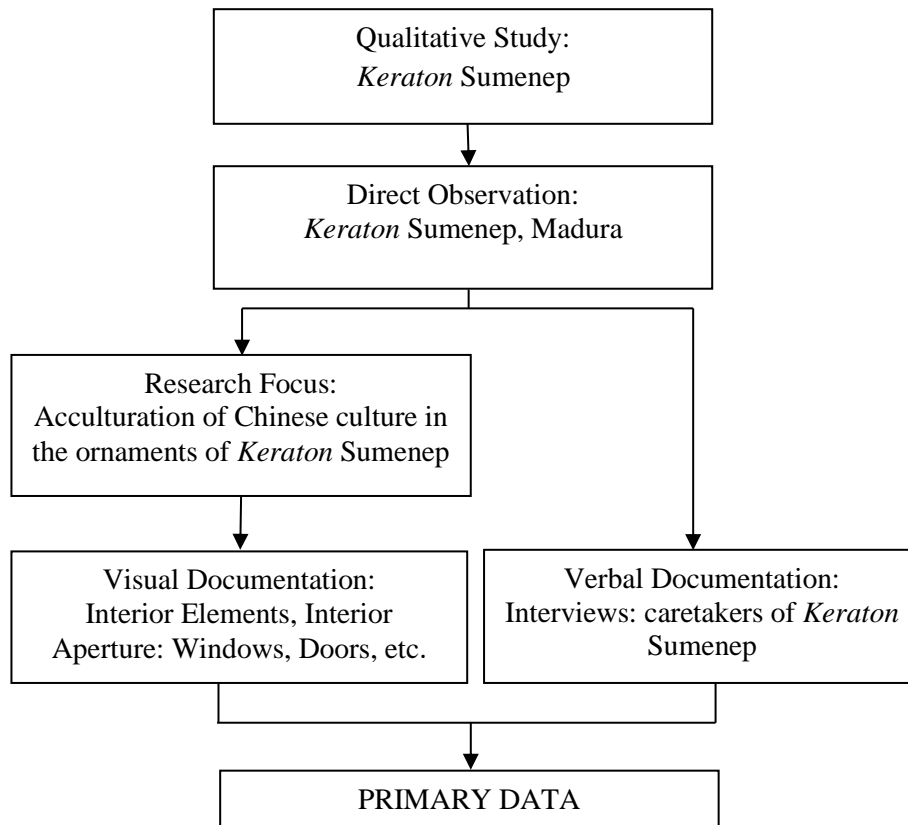 Qualitative Study:
Keraton Sumenep
Direct Observation:
Keraton Sumenep, Madura
Research Focus:
Acculturation of Chinese culture in
the ornaments of Keraton Sumenep
Visual Documentation:
Interior Elements, Interior
Aperture: Windows, Doors, etc.
Verbal Documentation:
Interviews: caretakers of Keraton
Sumenep
PRIMARY DATA